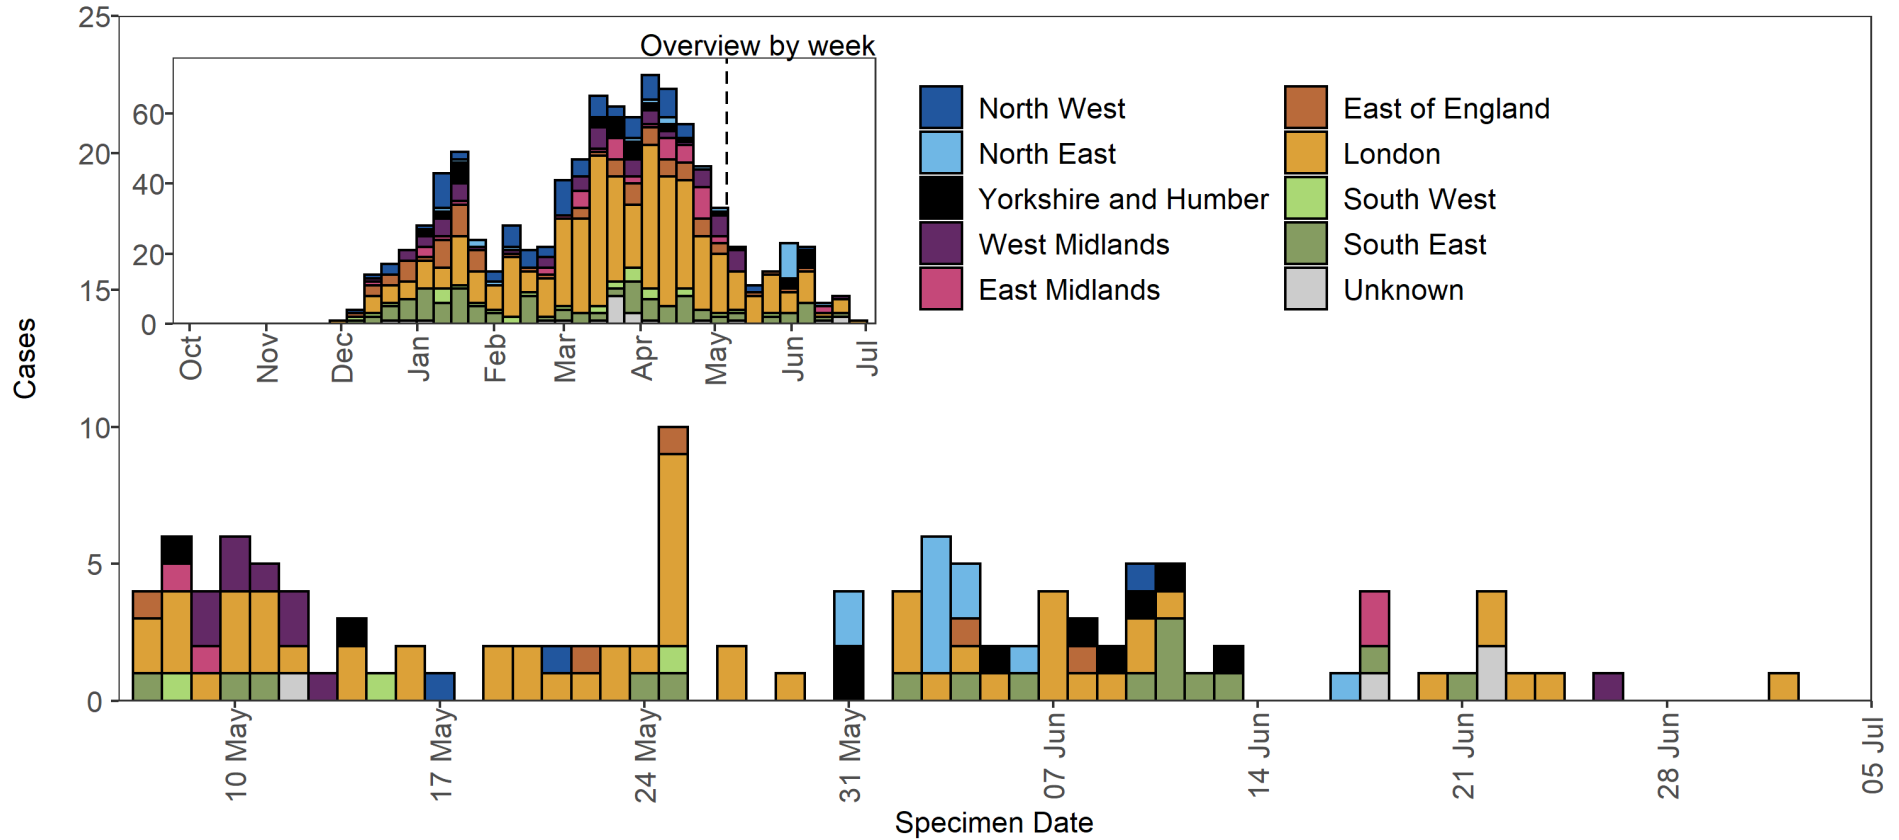 25
20
15
10
5
0
Cases
Overview by week
60
40
20
0
Oct
Nov
Dec
Jan
Feb
Mar
Apr
May
Jun
Jul
North West
North East
Yorkshire and Humber
West Midlands
East Midlands
East of England
London
South West
South East
Unknown
10 May
17 May
24 May
31 May
07 Jun
14 Jun
21 Jun
28 Jun
05 Jul
Specimen Date